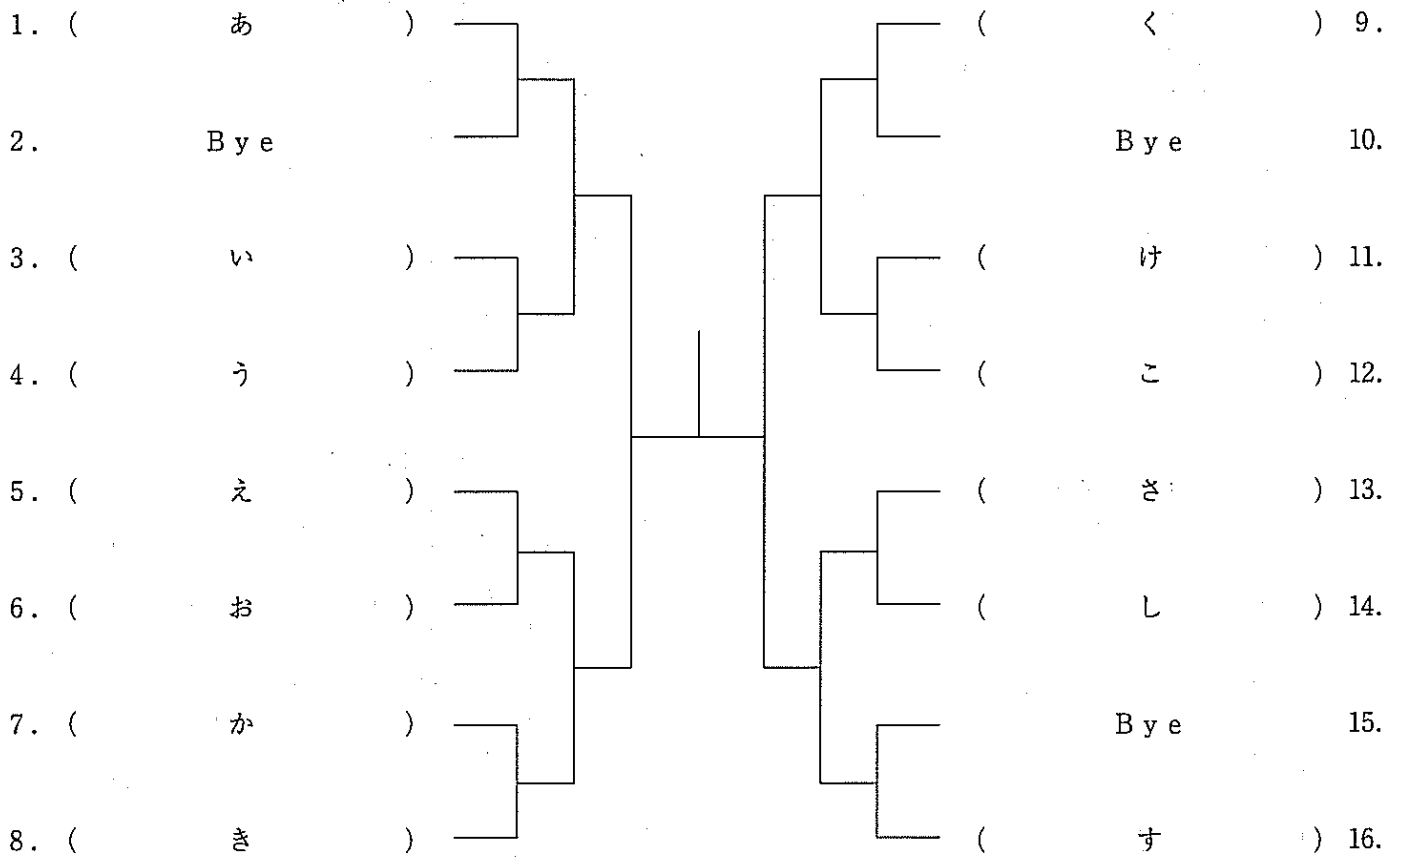 1. ( あ )
2. Bye
3. ( い )
4. ( う )
5. ( え )
6. ( お )
7. ( か )
8. ( き )
( く ) 9.
Bye 10.
( け ) 11.
( こ ) 12.
( さ ) 13.
( し ) 14.
Bye 15.
( す ) 16.